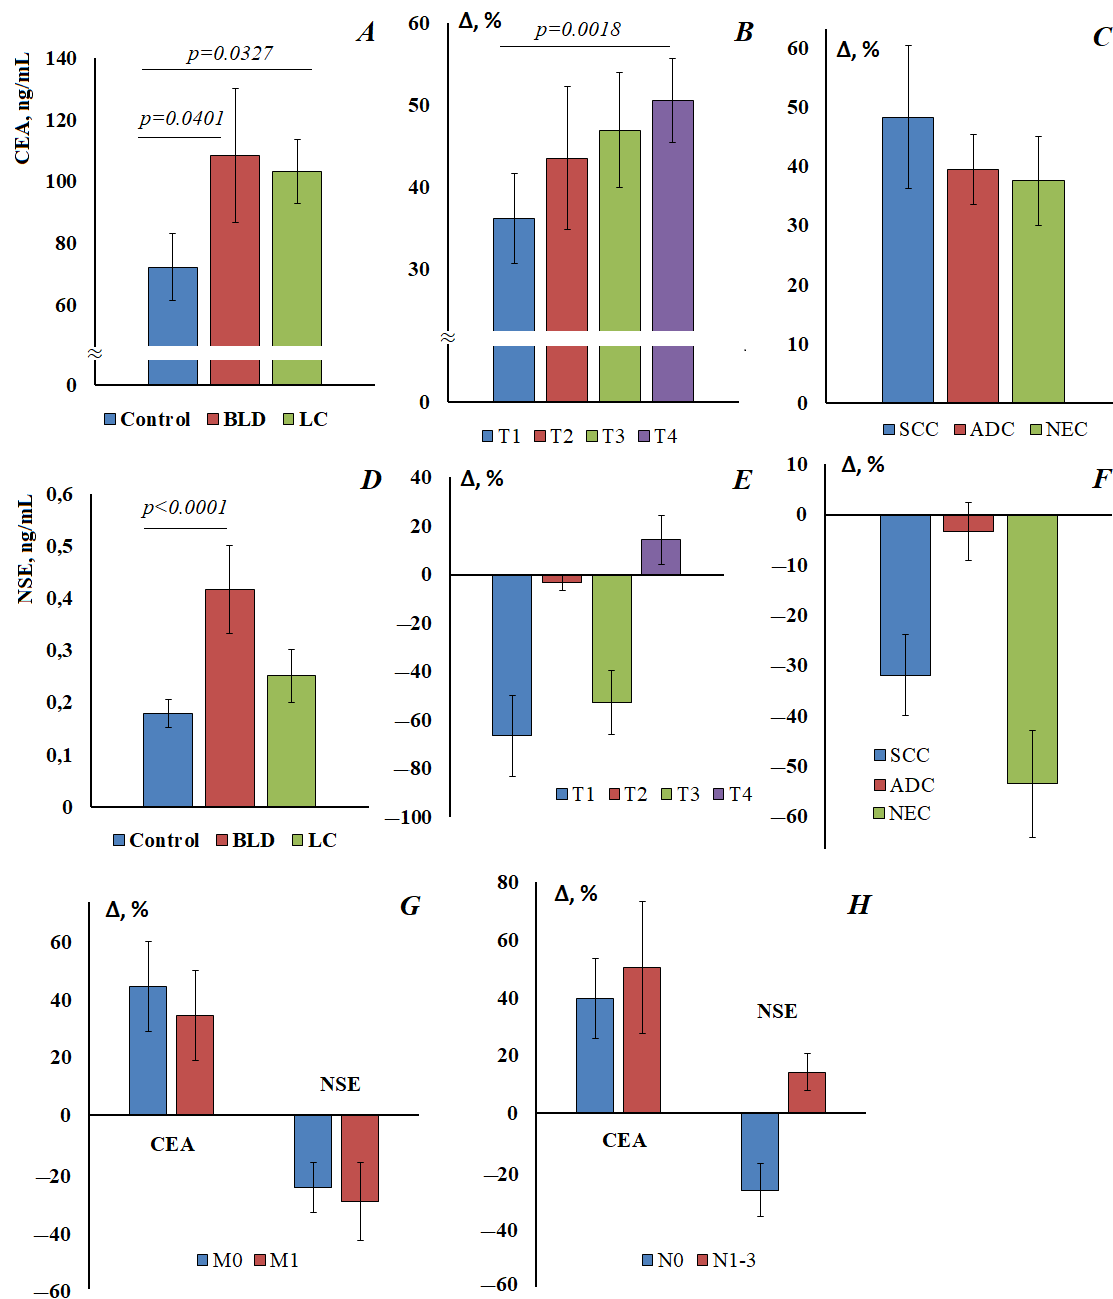 A
CEA, ng/mL
140
120
100
80
60
0
p=0.0327
p=0.0401
≈
Control BLD LC
B
Δ, %
60
50
40
30
0
p=0.0018
≈
T1 T2 T3 T4
C
Δ, %
60
50
40
30
20
10
0
SCC ADC NEC
D
NSE, ng/mL
0,6
0,5
0,4
0,3
0,2
0,1
0
p<0.0001
Control BLD LC
E
Δ, %
40
20
0
—20
—40
—60
—80
—100
T1 T2 T3 T4
F
Δ, %
10
0
—10
—20
—30
—40
—50
—60
SCC
ADC
NEC
G
Δ, %
60
40
20
0
—20
—40
—60
NSE
CEA
M0 M1
H
Δ, %
80
60
40
20
0
—20
—40
—60
NSE
CEA
N0 N1-3